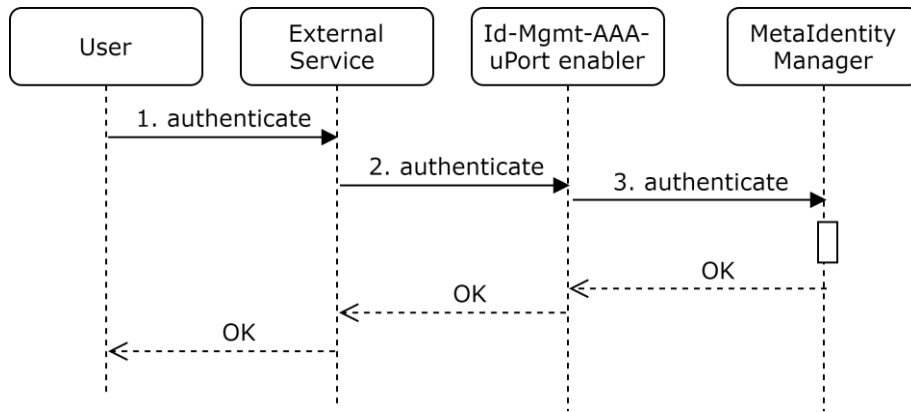 User
External
Service
Id-Mgmt-AAA-
uPort enabler
MetaIdentity
Manager
1. authenticate
2. authenticate
3. authenticate
OK
OK
OK